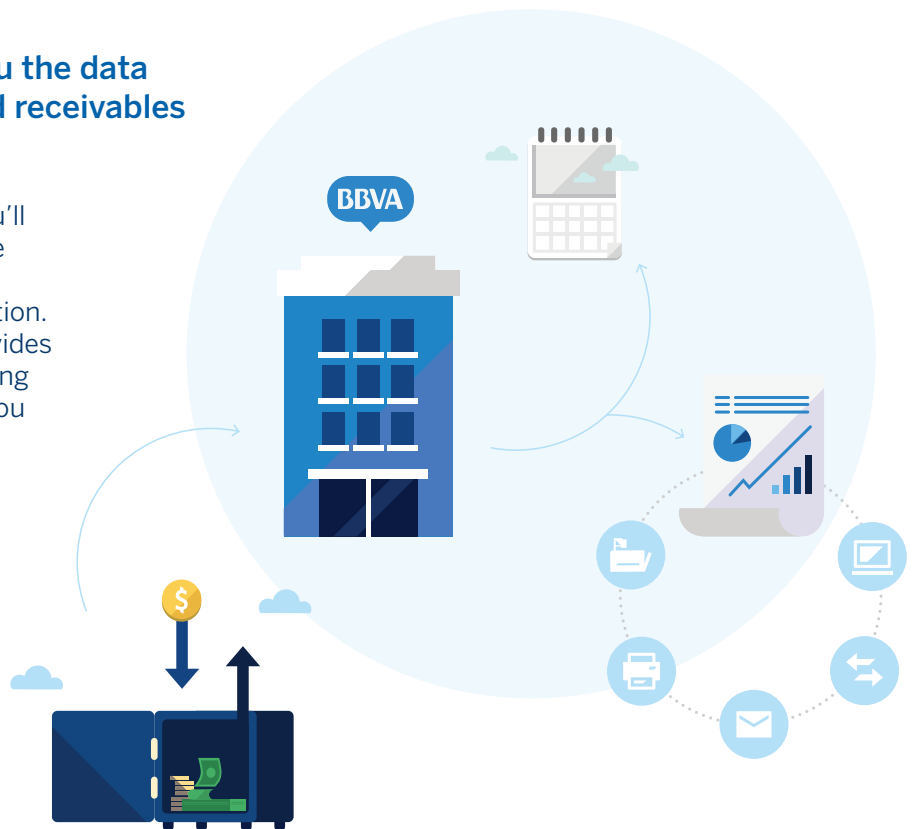 u the data
d receivables
u'll
e
tion.
vides
ng
ou
BBVA
$